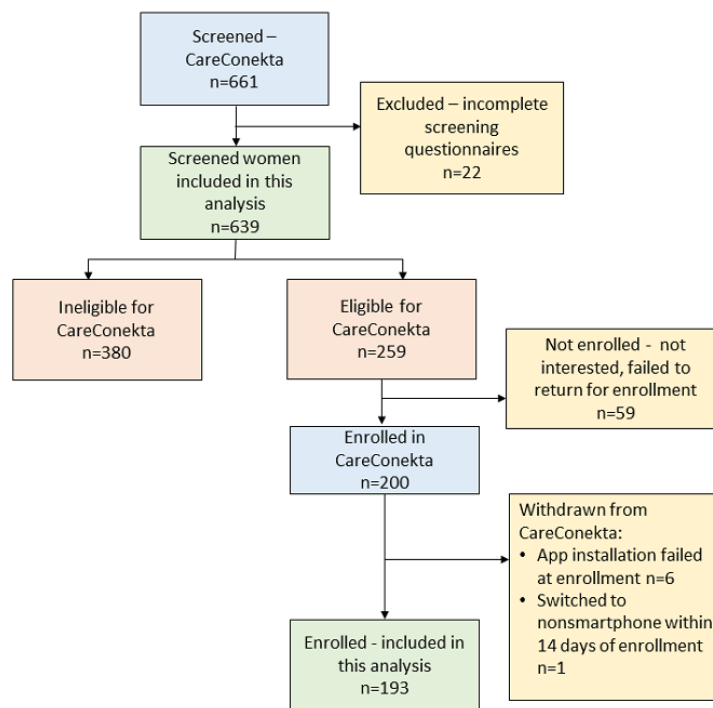 Screened –
CareConekta
n=661
Excluded – incomplete
screening
questionnaires
n=22
Screened women
included in this
analysis
n=639
Ineligible for
CareConekta
n=380
Eligible for
CareConekta
n=259
Not enrolled - not
interested, failed to
return for enrollment
n=59
Enrolled in
CareConekta
n=200
Withdrawn from
CareConekta:
• App installation failed
at enrollment n=6
• Switched to
nonsmartphone within
14 days of enrollment
n=1
Enrolled - included in
this analysis
n=193